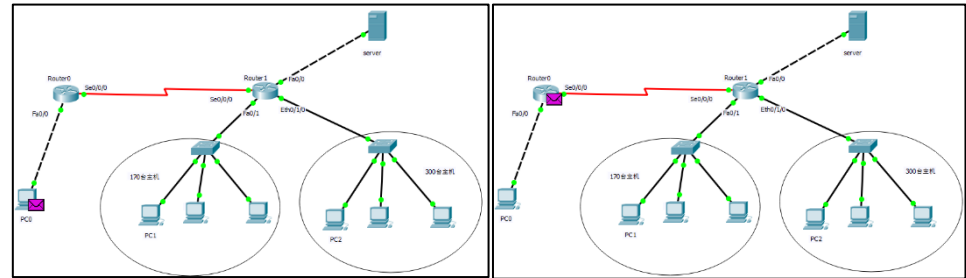 server
Router0
Se0/0/0
Router1
Fa0/0
Fa0/0
Se0/0/0
Fa0/1
Eth0/1/0
170台主机
300台主机
PC0
PC1
PC2
server
Router0
Se0/0/0
Router1
Fa0/0
Fa0/0
Se0/0/0
Fa0/1
Eth0/1/0
170台主机
300台主机
PC0
PC1
PC2